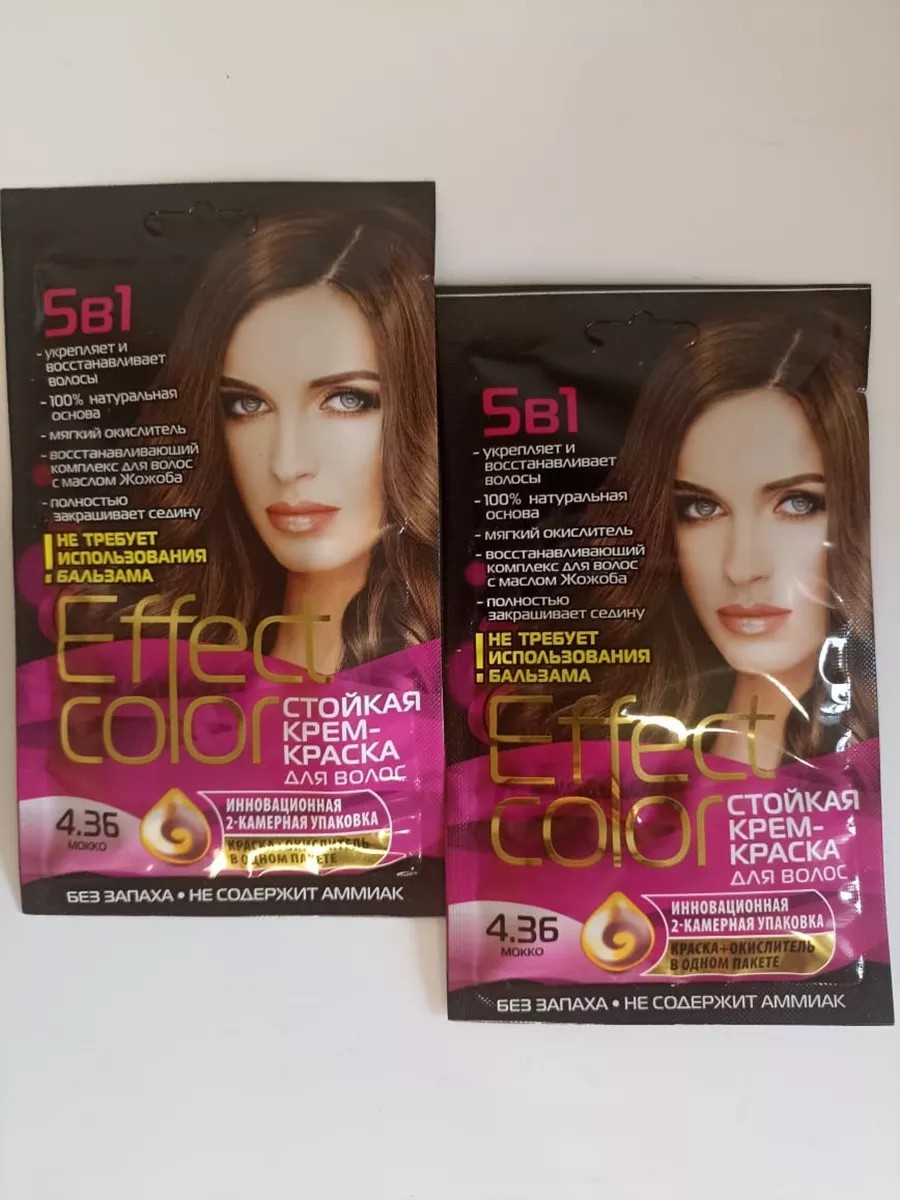 5в1
- укрепляет и
восстанавливает
волосы
- 100% натуральная
основа
- мягкий окислитель
- восстанавливающий
комплекс для волос
с маслом Жожоба
- полностью
закрашивает седину
! НЕ ТРЕБУЕТ
ИСПОЛЬЗОВАНИЯ
БАЛЬЗАМА
Effect
color
СТОЙКАЯ
КРЕМ-
КРАСКА
ДЛЯ ВОЛОС
4.36
МОККО
ИННОВАЦИОННАЯ
2-КАМЕРНАЯ УПАКОВКА
КРАСКА+ОКИСЛИТЕЛЬ
В ОДНОМ ПАКЕТЕ
БЕЗ ЗАПАХА • НЕ СОДЕРЖИТ АММИАК
5в1
- укрепляет и
восстанавливает
волосы
- 100% натуральная
основа
- мягкий окислитель
- восстанавливающий
комплекс для волос
с маслом Жожоба
- полностью
закрашивает седину
! НЕ ТРЕБУЕТ
ИСПОЛЬЗОВАНИЯ
БАЛЬЗАМА
Effect
color
СТОЙКАЯ
КРЕМ-
КРАСКА
ДЛЯ ВОЛОС
4.36
МОККО
ИННОВАЦИОННАЯ
2-КАМЕРНАЯ УПАКОВКА
КРАСКА+ОКИСЛИТЕЛЬ
В ОДНОМ ПАКЕТЕ
БЕЗ ЗАПАХА • НЕ СОДЕРЖИТ АММИАК